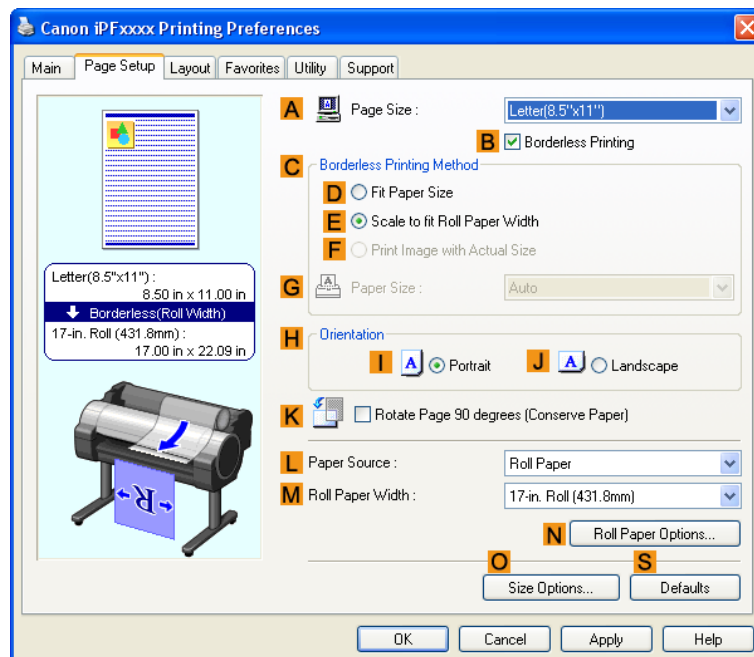 Canon iPFxxxx Printing Preferences
Main Page Setup Layout Favorites Utility Support
A Page Size : Letter(8.5"x11")
B Borderless Printing
C Borderless Printing Method
D Fit Paper Size
E Scale to fit Roll Paper Width
F Print Image with Actual Size
G Paper Size : Auto
Letter(8.5"x11") :
8.50 in x 11.00 in
Borderless(Roll Width)
17-in. Roll (431.8mm) :
17.00 in x 22.09 in
H Orientation
I A Portrait J A Landscape
K Rotate Page 90 degrees (Conserve Paper)
L Paper Source : Roll Paper
M Roll Paper Width : 17-in. Roll (431.8mm)
N Roll Paper Options...
O S
Size Options... Defaults
R
OK Cancel Apply Help